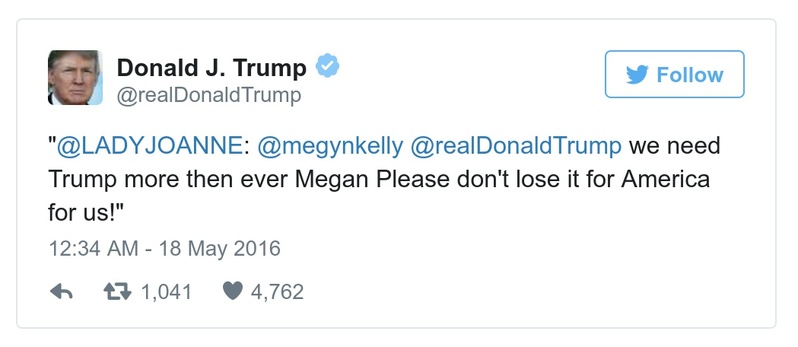 Donald J. Trump
@realDonaldTrump
Follow
"@LADYJOANNE: @megynkelly @realDonaldTrump we need
Trump more then ever Megan Please don't lose it for America
for us!"
12:34 AM - 18 May 2016
1,041 4,762